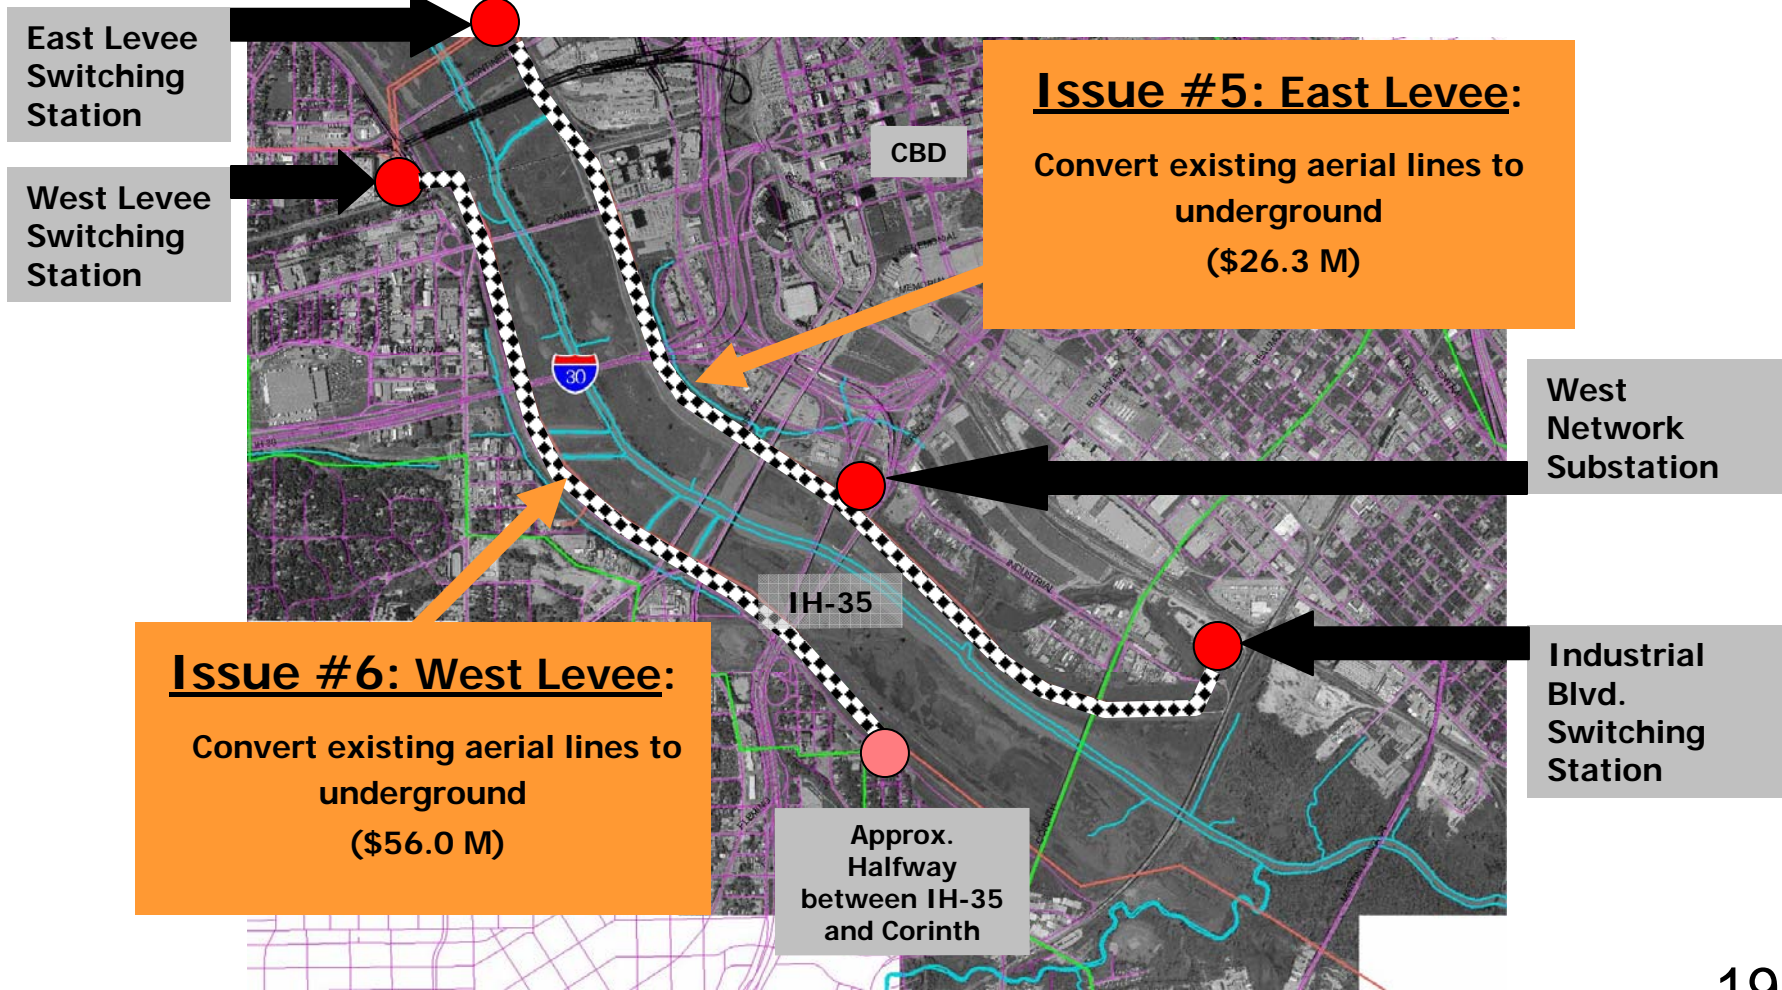 East Levee
Switching
Station
West Levee
Switching
Station
Issue #5: East Levee:
Convert existing aerial lines to
underground
($26.3 M)
CBD
30
West
Network
Substation
IH-35
INDUSTRIAL
Issue #6: West Levee:
Convert existing aerial lines to
underground
($56.0 M)
Industrial
Blvd.
Switching
Station
Approx.
Halfway
between IH-35
and Corinth
19